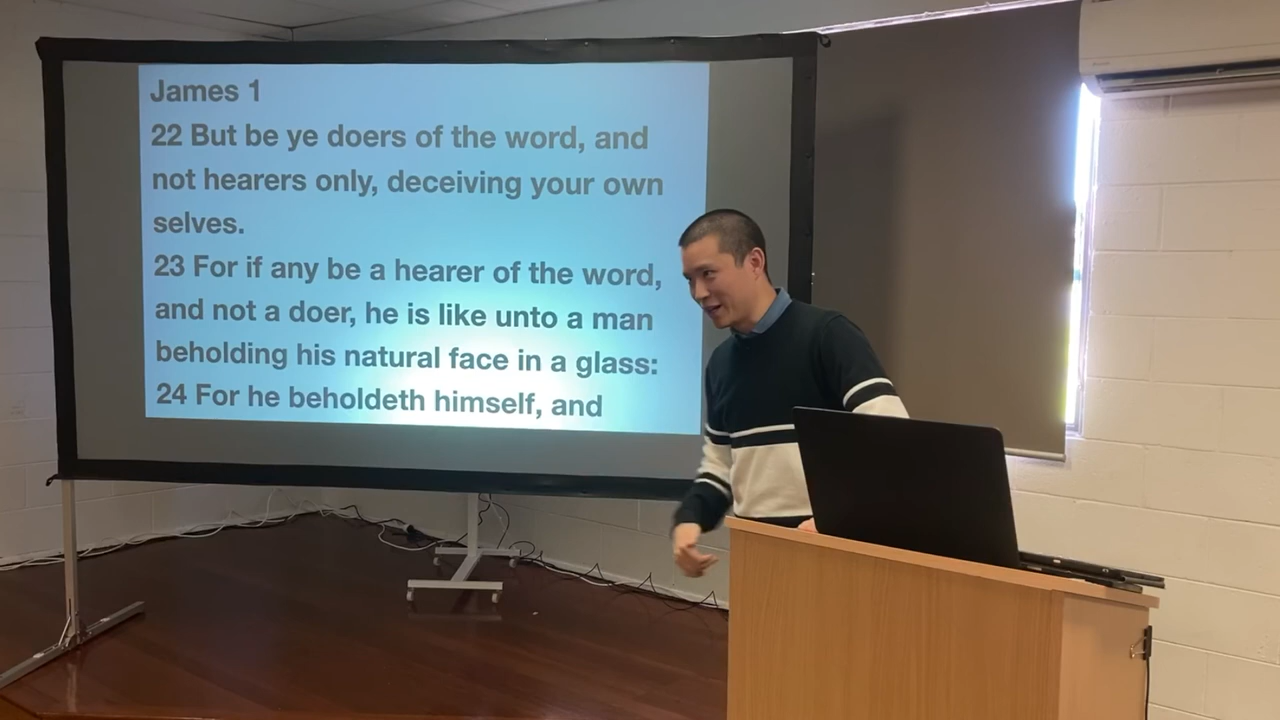 James 1
22 But be ye doers of the word, and
not hearers only, deceiving your own
selves.
23 For if any be a hearer of the word,
and not a doer, he is like unto a man
beholding his natural face in a glass:
24 For he beholdeth himself, and